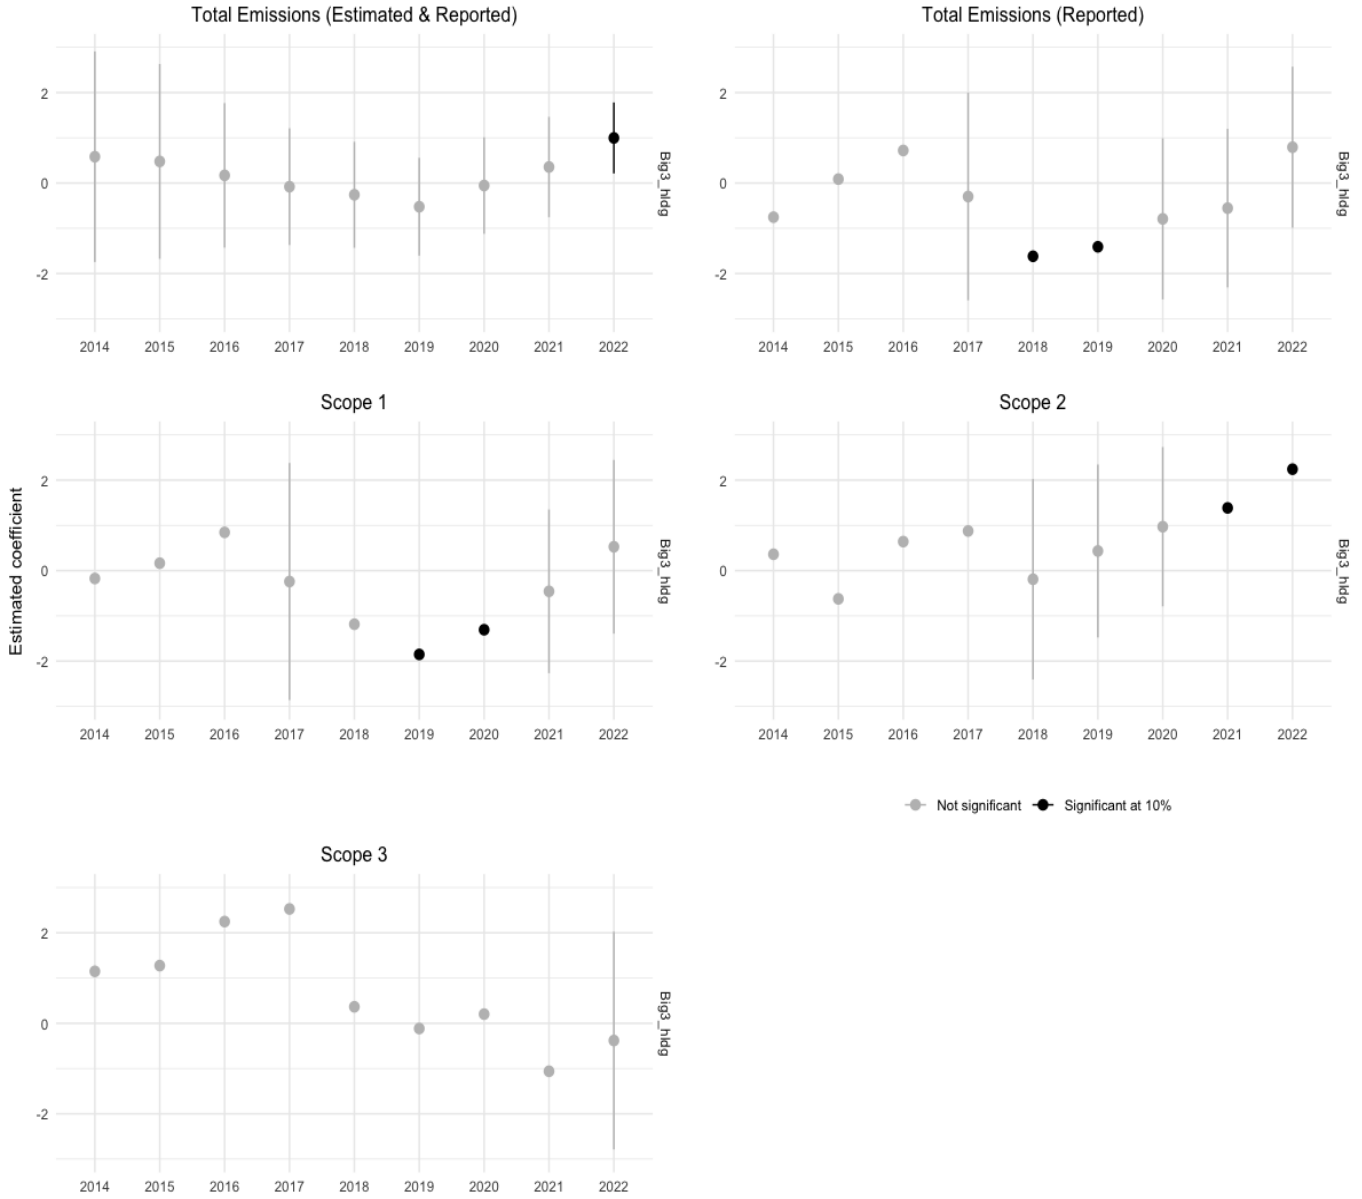 Total Emissions (Estimated & Reported)
2
0
-2
Big3_hldg
2014 2015 2016 2017 2018 2019 2020 2021 2022
Total Emissions (Reported)
2
0
-2
Big3_hldg
2014 2015 2016 2017 2018 2019 2020 2021 2022
Estimated coefficient
Scope 1
2
0
-2
Big3_hldg
2014 2015 2016 2017 2018 2019 2020 2021 2022
Scope 2
2
0
-2
Big3_hldg
2014 2015 2016 2017 2018 2019 2020 2021 2022
Not significant Significant at 10%
Scope 3
2
0
-2
Big3_hldg
2014 2015 2016 2017 2018 2019 2020 2021 2022